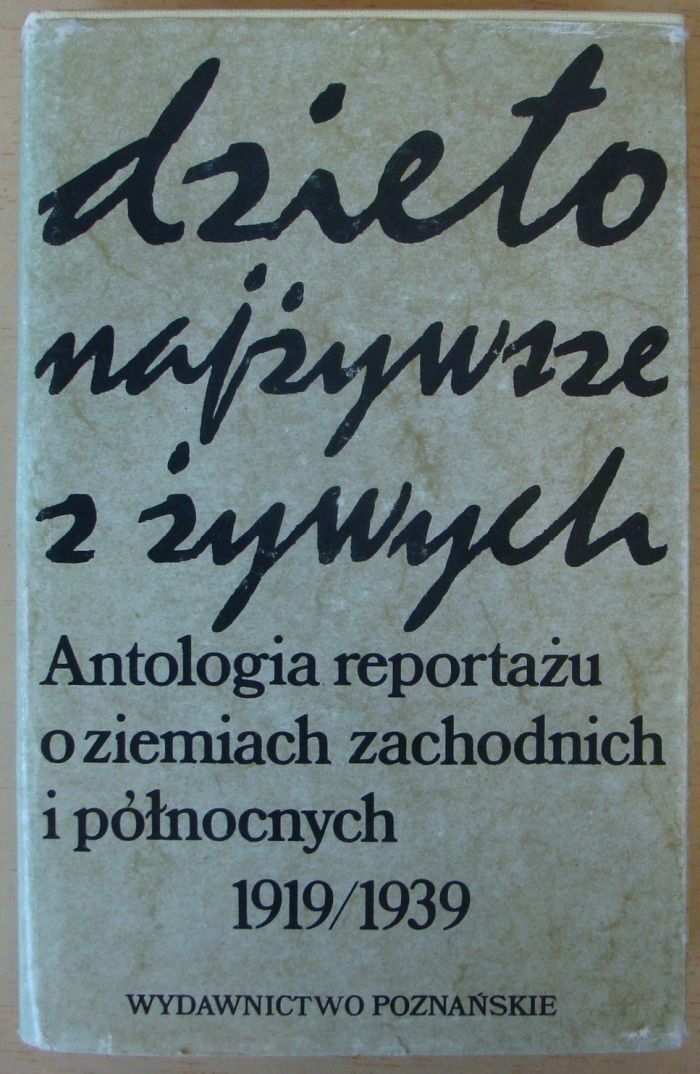 dzieło
najżywsze
z żywych
Antologia reportażu
o ziemiach zachodnich
i północnych
1919/1939
WYDAWNICTWO POZNAŃSKIE